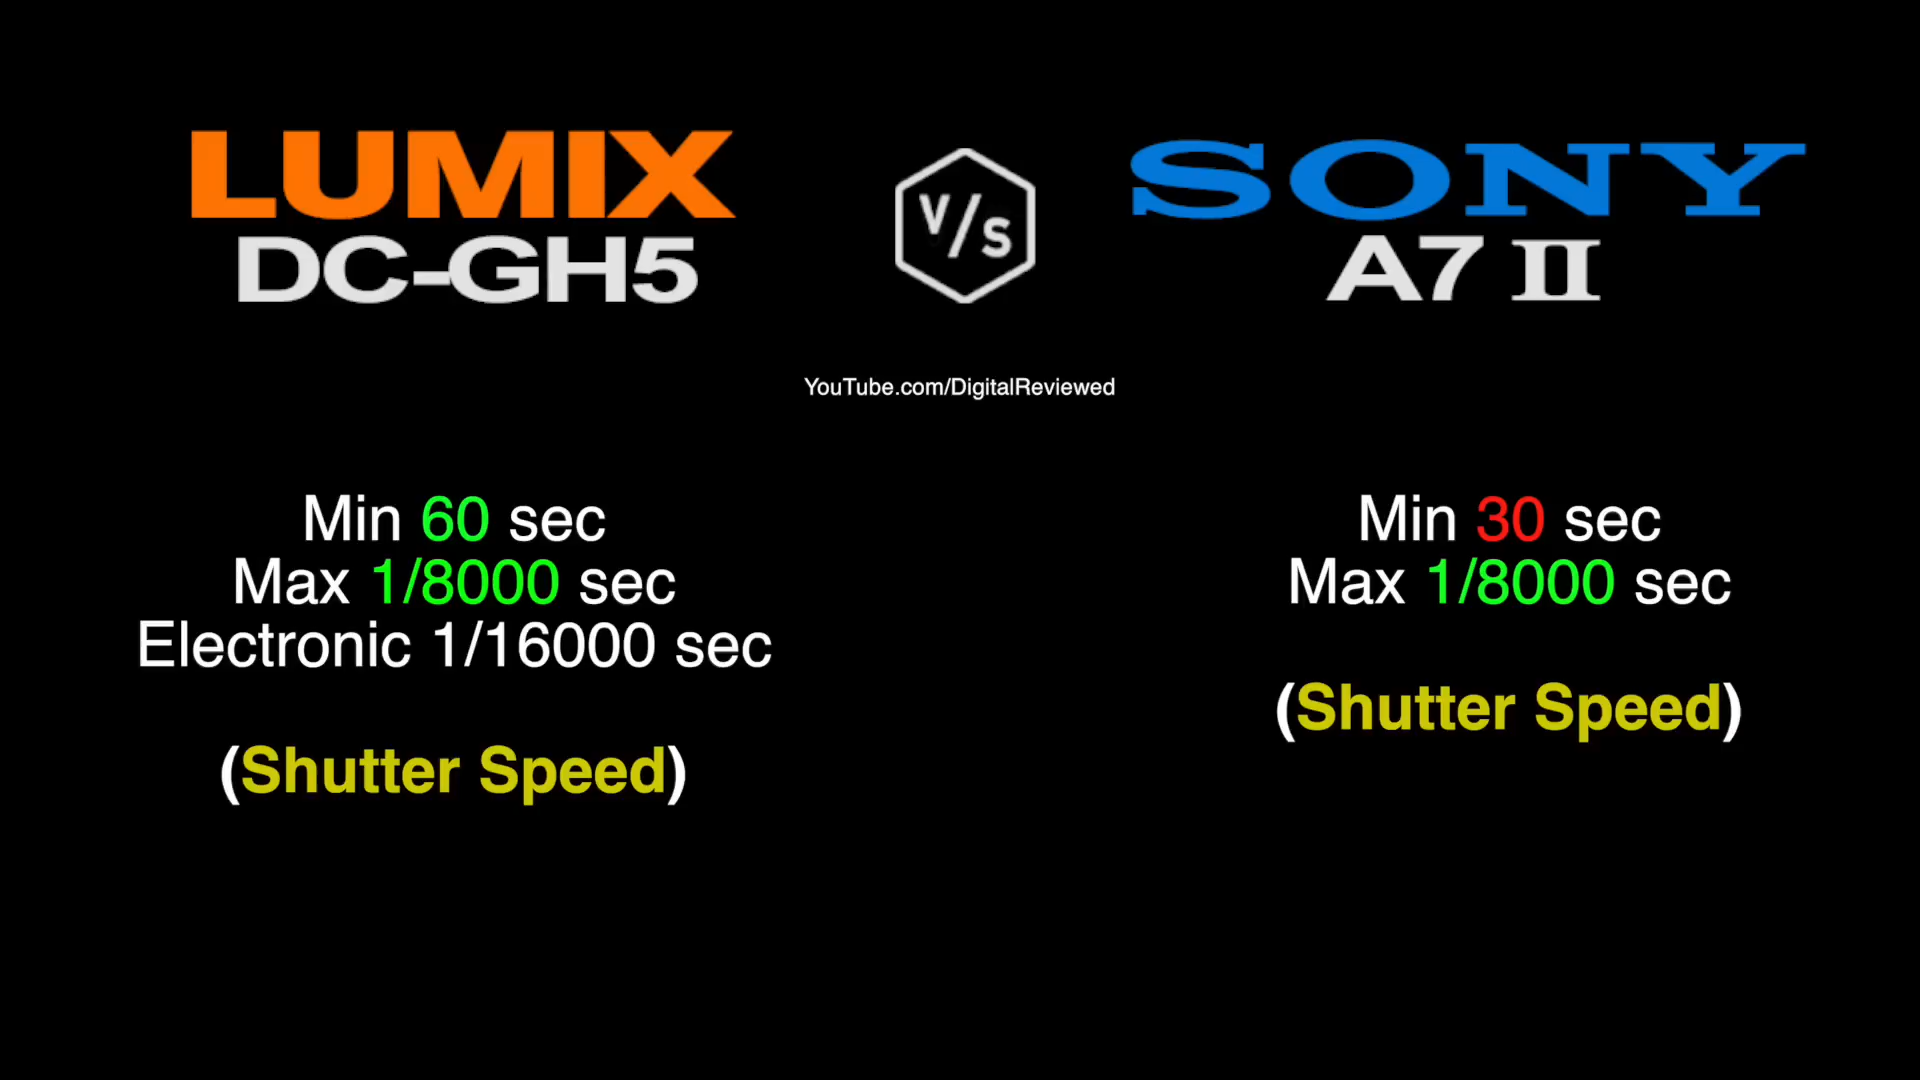 LUMIX
DC-GH5
V/S
SONY
A7 II
YouTube.com/DigitalReviewed
Min 60 sec
Max 1/8000 sec
Electronic 1/16000 sec
(Shutter Speed)
Min 30 sec
Max 1/8000 sec
(Shutter Speed)